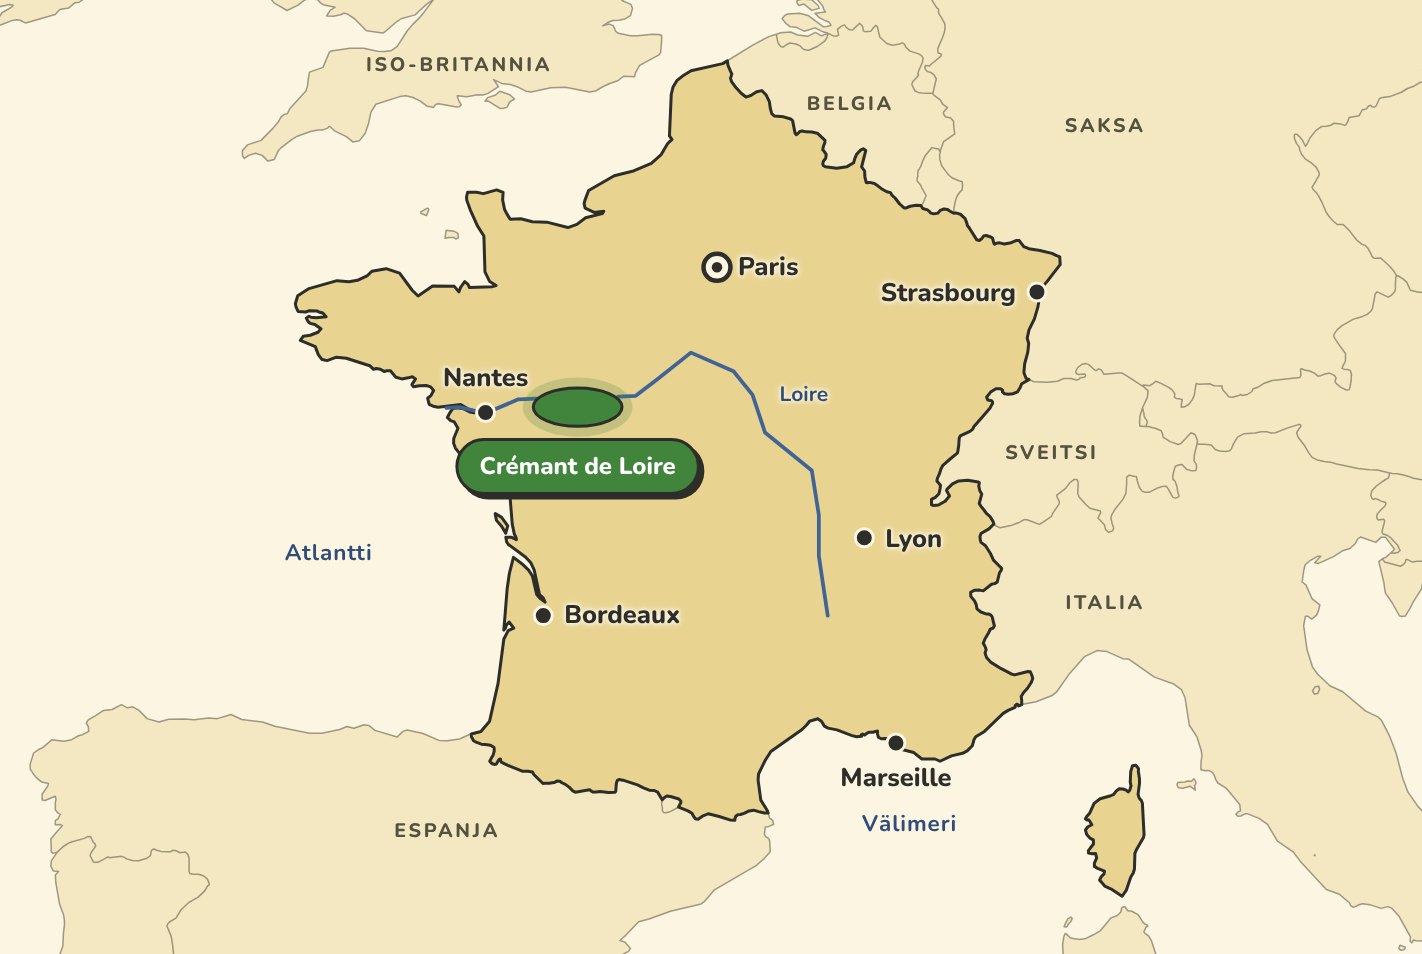 ISO-BRITANNIA
BELGIA
SAKSA
Paris
Strasbourg
Nantes
Loire
SVEITSI
Crémant de Loire
Atlantti
Lyon
ITALIA
Bordeaux
Marseille
Välimeri
ESPANJA